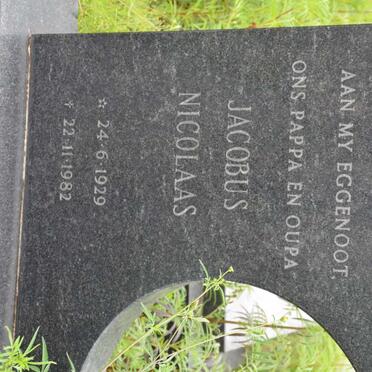 AAN MY EGGENOOT,
ONS PAPPA EN OUPA
JACOBUS
NICOLAAS
☆ 24·6·1929
✝ 22·11·1982